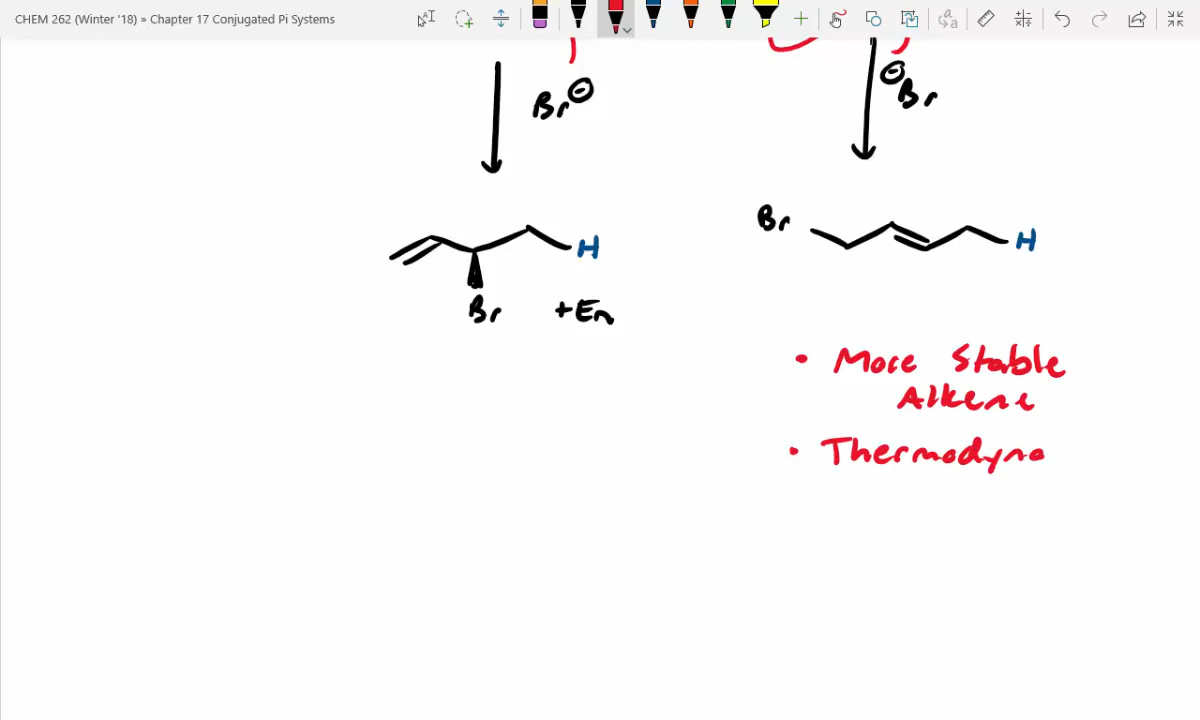 CHEM 262 (Winter '18) » Chapter 17 Conjugated Pi Systems
Br⊖
⊖Br
H
Br +En
Br
H
• More Stable
Alkene
• Thermodyna